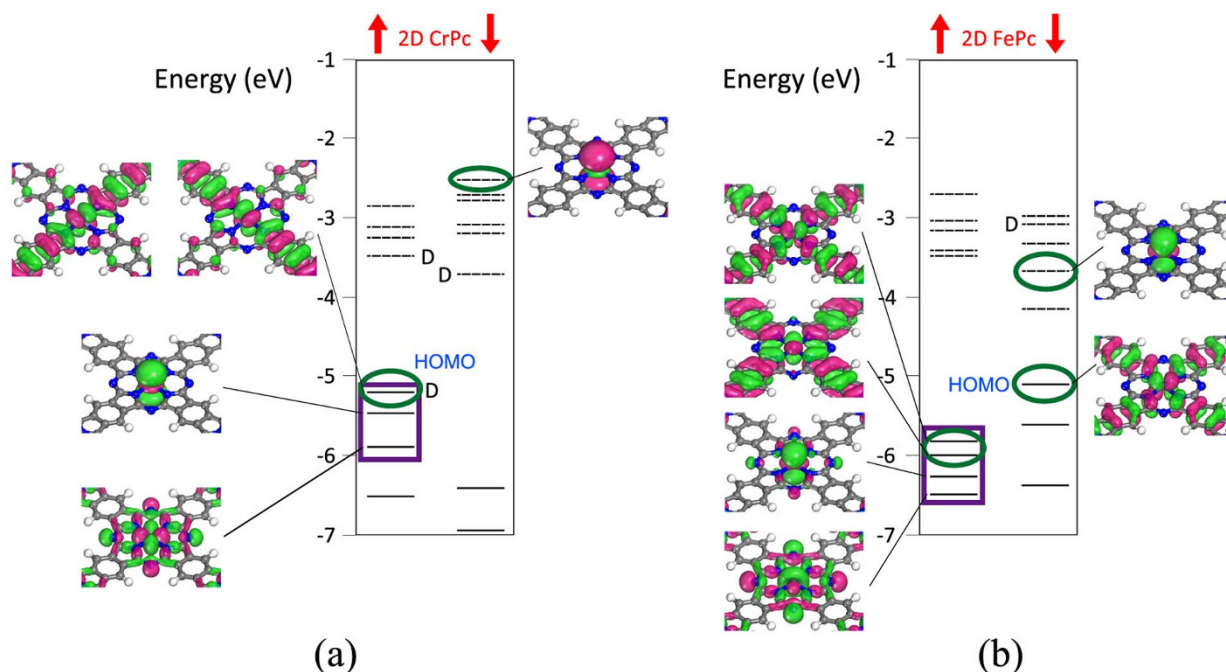 2D CrPc
Energy (eV)
-1
-2
-3
-4
-5
-6
-7
D
D
HOMO
D
(a)
2D FePc
Energy (eV)
-1
-2
-3
-4
-5
-6
-7
D
HOMO
(b)